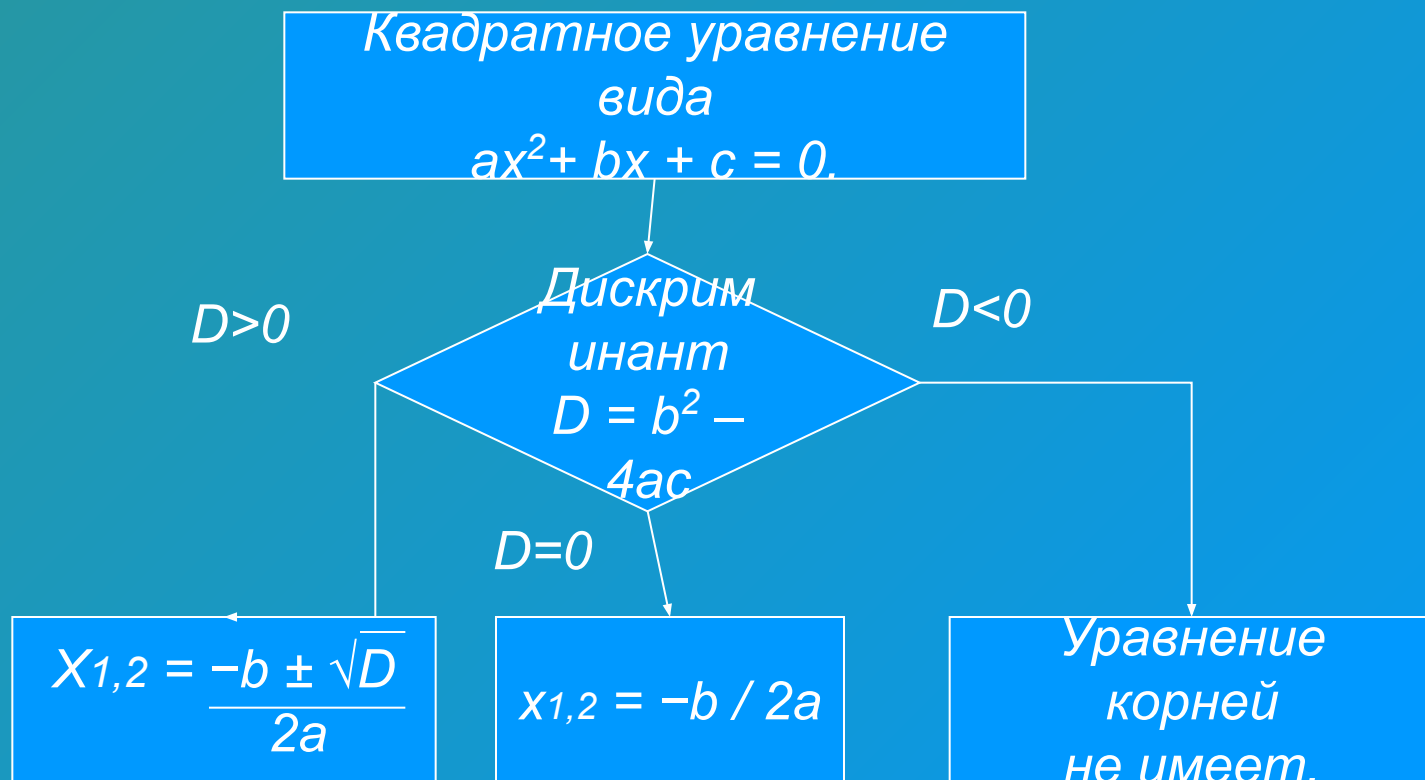 Квадратное уравнение
вида
ax²+ bx + c = 0.
Дискрим
инант
D = b² –
4ac
D>0
D<0
D=0
X1,2 = −b ± √D
2a
x1,2 = −b / 2a
Уравнение
корней
не имеет.